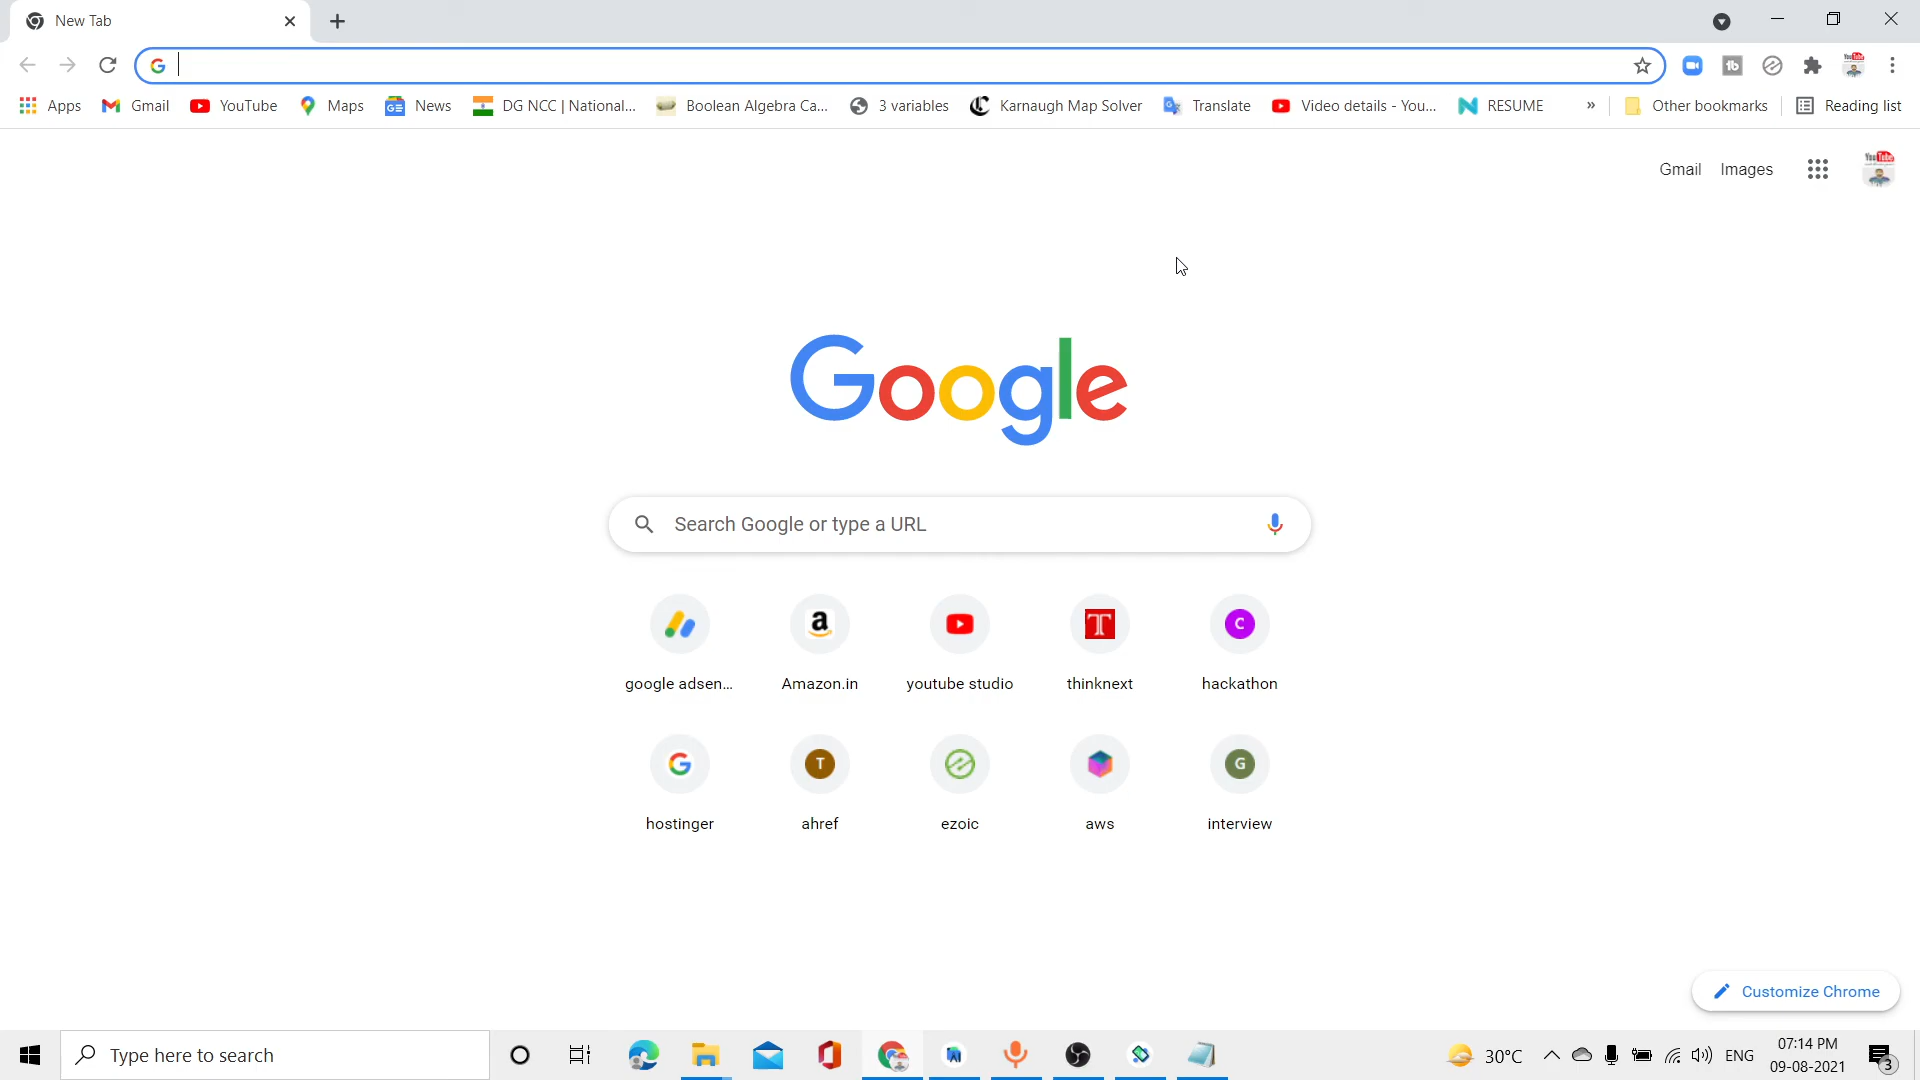 New Tab
Apps Gmail YouTube Maps News DG NCC | National... Boolean Algebra Ca... 3 variables Karnaugh Map Solver Translate Video details - You... RESUME » Other bookmarks Reading list
Gmail Images
Google
Search Google or type a URL
google adsen... Amazon.in youtube studio thinknext hackathon
C
T G
hostinger ahref ezoic aws interview
Customize Chrome
Type here to search 30°C ENG 07:14 PM
09-08-2021 3